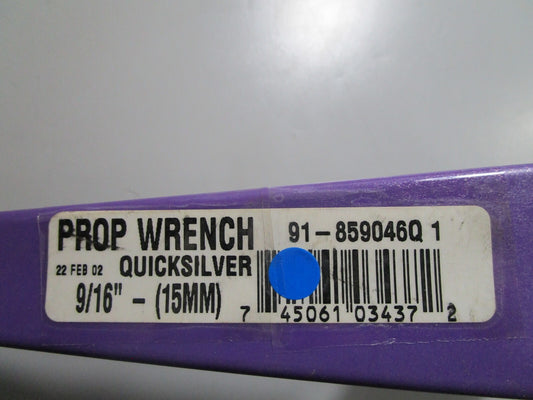 PROP WRENCH 91-859046Q 1
22 FEB 02 QUICKSILVER
9/16" - (15MM)
7 45061 03437 2